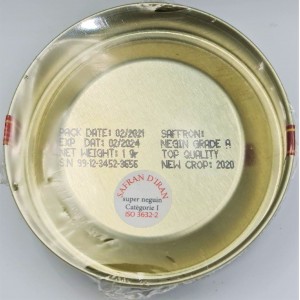 PACK DATE: 02/2021
EXP DAT: 02/2024
NET WEIGHT: 1 Gr
S.N 99-12-3452-3656
SAFFRON:
NEGIN GRADE A
TOP QUALITY
NEW CROP: 2020
SAFRAN D'IRAN
super neguin
Catégorie I
ISO 3632-2